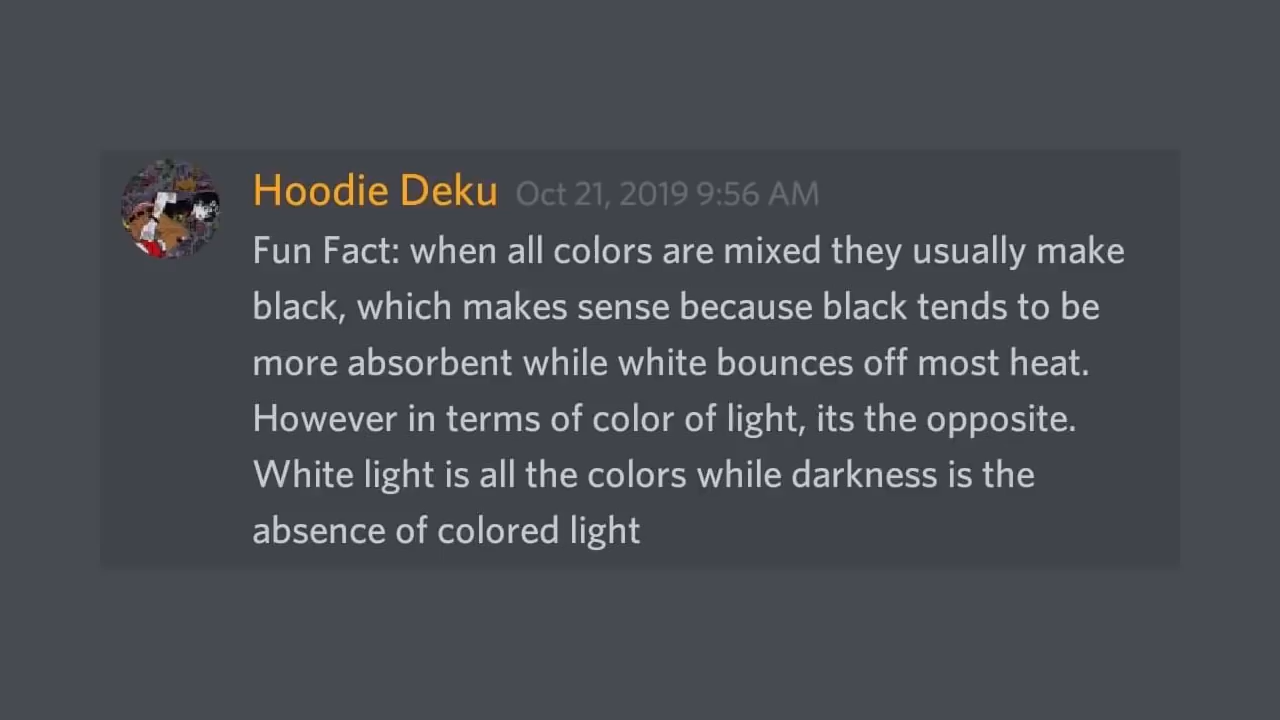 Hoodie Deku Oct 21, 2019 9:56 AM
Fun Fact: when all colors are mixed they usually make
black, which makes sense because black tends to be
more absorbent while white bounces off most heat.
However in terms of color of light, its the opposite.
White light is all the colors while darkness is the
absence of colored light